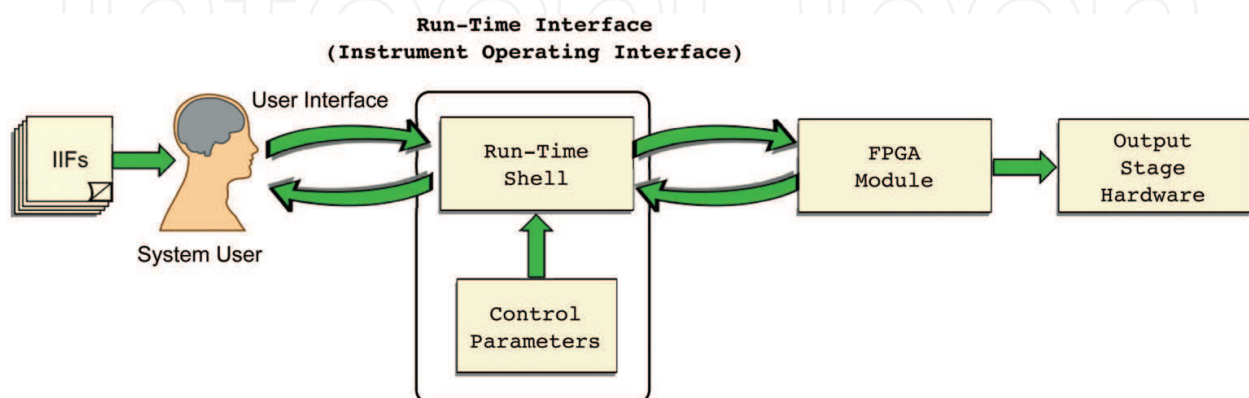 Run-Time Interface
(Instrument Operating Interface)
User Interface
IIFs
System User
Run-Time
Shell
Control
Parameters
FPGA
Module
Output
Stage
Hardware